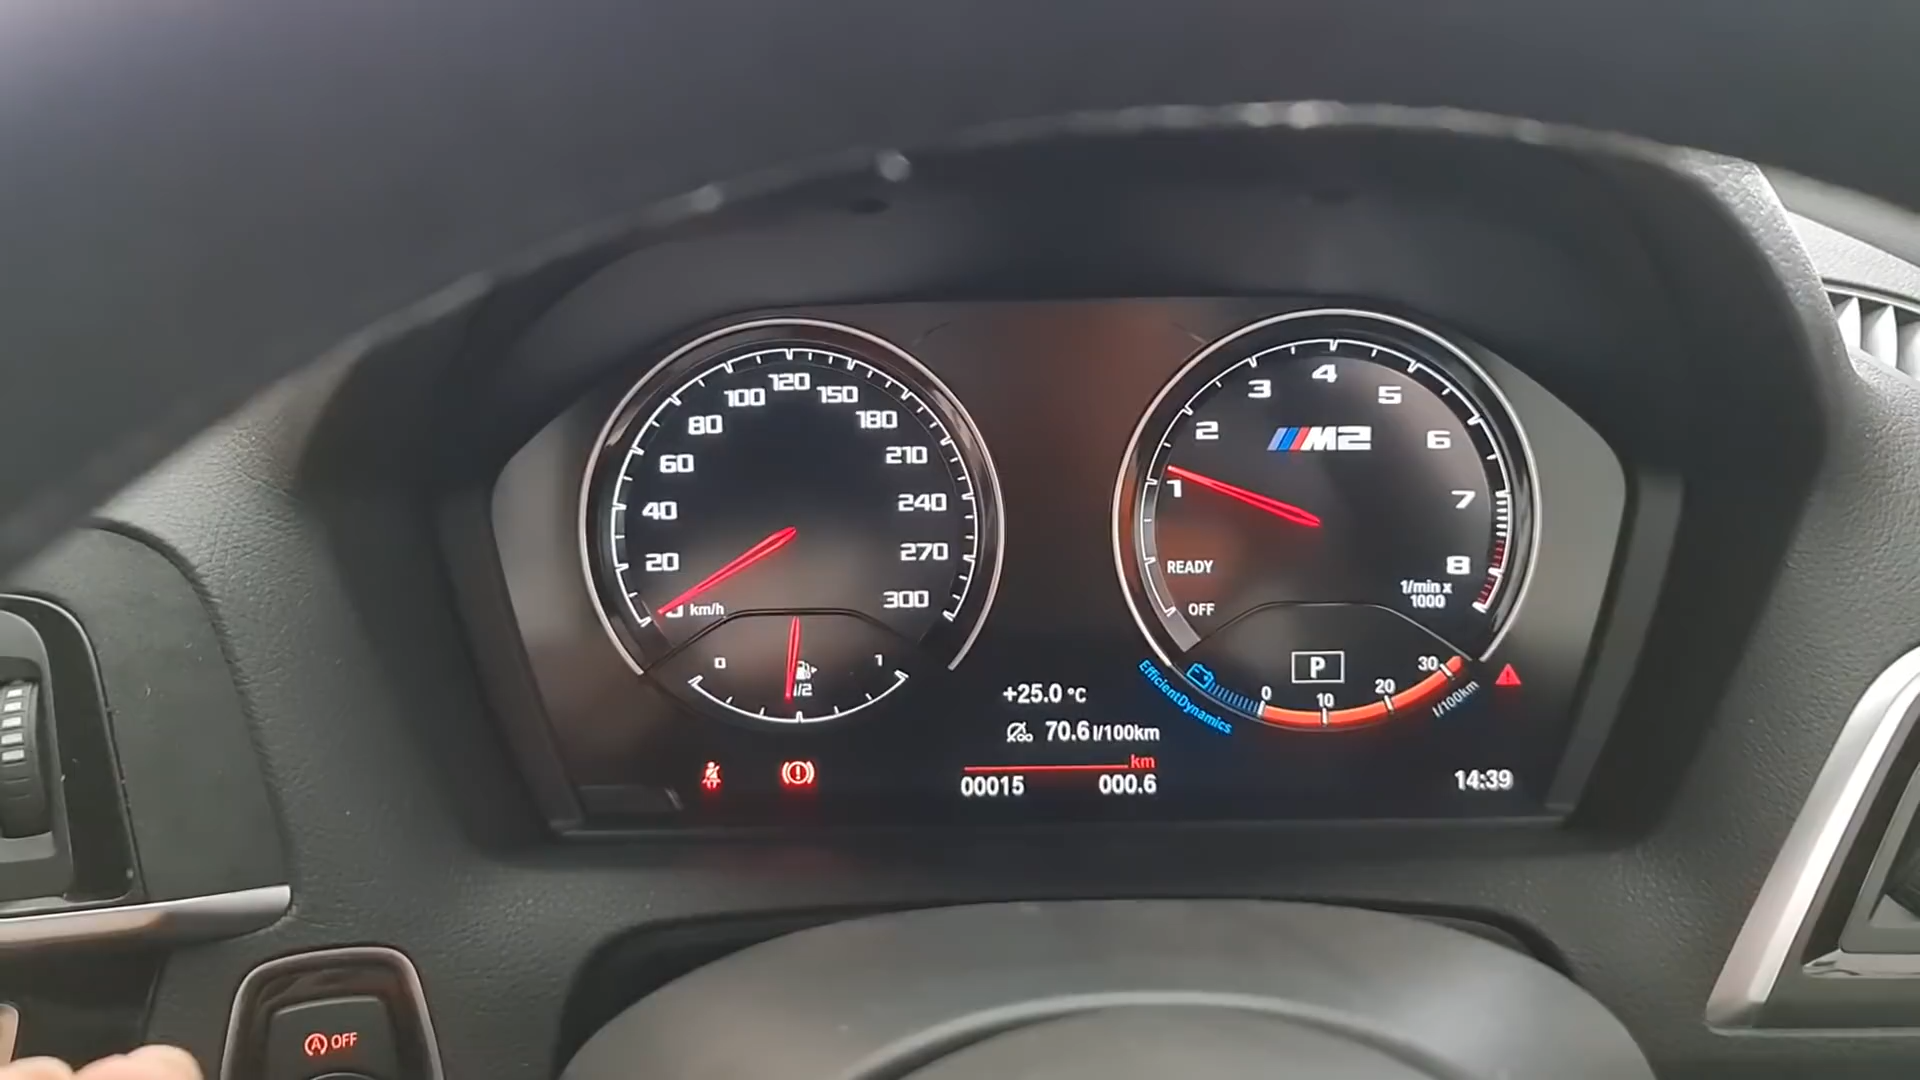 120
100
150
80
180
60
210
40
240
20
270
0 km/h
300
0
1
1/2
4
3
5
2
M2
6
1
7
READY
8
OFF
1/min x
1000
P
EfficientDynamics
0
10
20
30
l/100km
+25.0 °C
70.6 l/100km
km
00015
000.6
14:39
A OFF